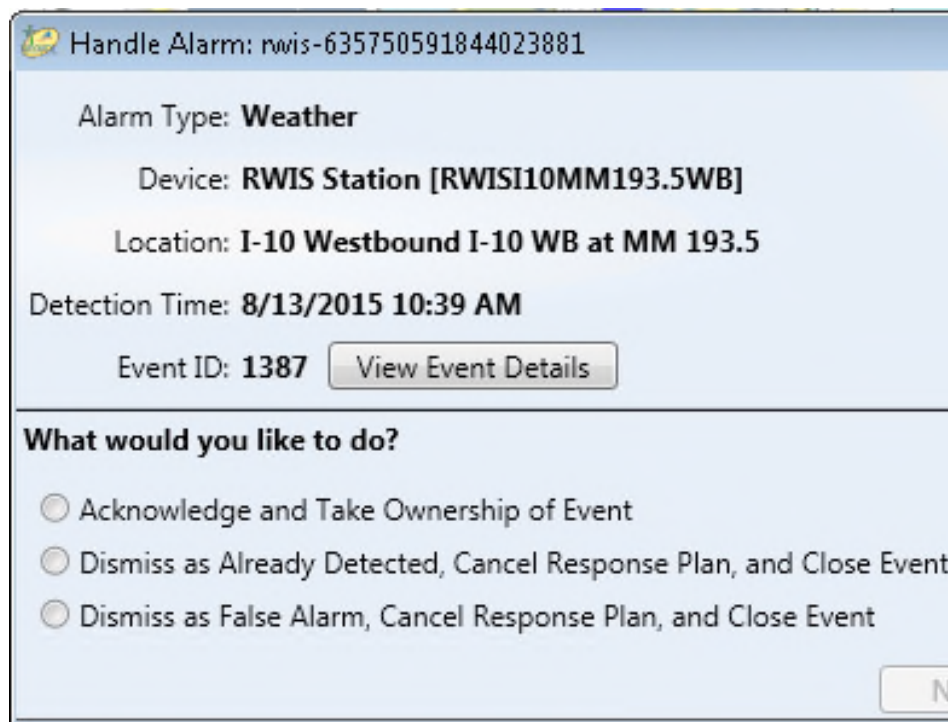 Handle Alarm: rwis-635750591844023881
Alarm Type: Weather
Device: RWIS Station [RWISI10MM193.5WB]
Location: I-10 Westbound I-10 WB at MM 193.5
Detection Time: 8/13/2015 10:39 AM
Event ID: 1387 View Event Details
What would you like to do?
Acknowledge and Take Ownership of Event
Dismiss as Already Detected, Cancel Response Plan, and Close Event
Dismiss as False Alarm, Cancel Response Plan, and Close Event